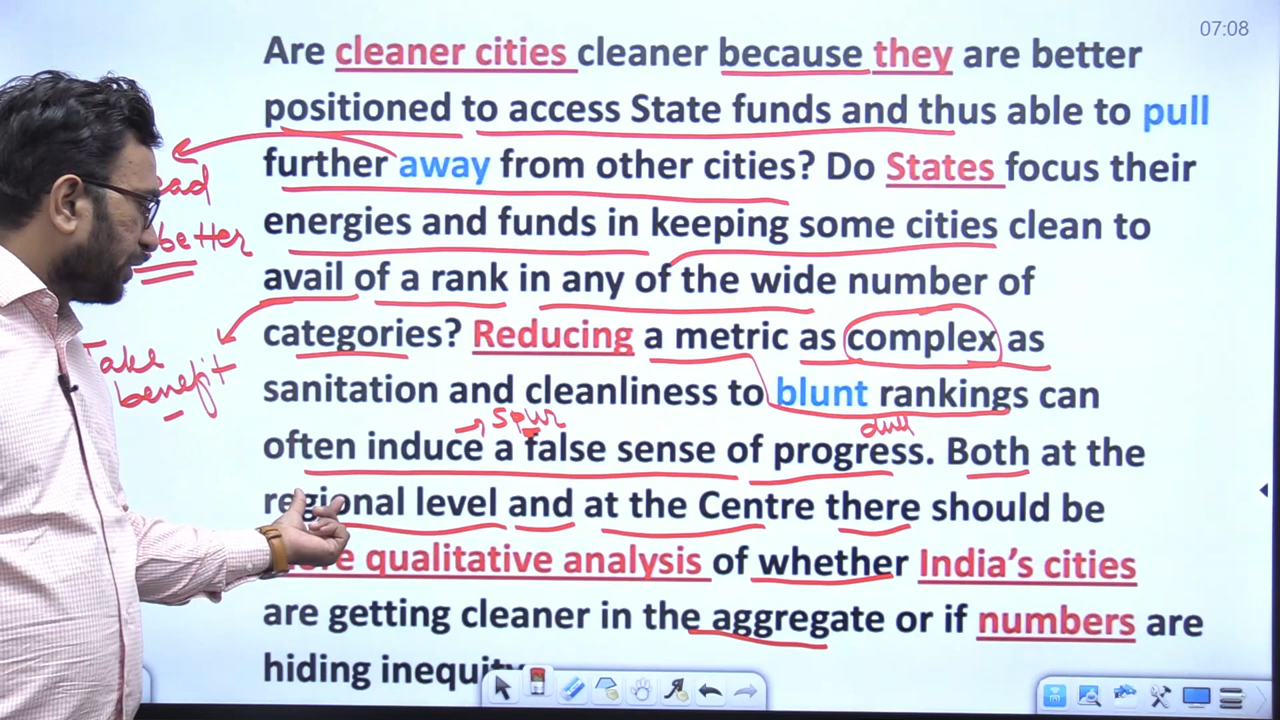 07:08
Are cleaner cities cleaner because they are better
positioned to access State funds and thus able to pull
further away from other cities? Do States focus their
energies and funds in keeping some cities clean to
avail of a rank in any of the wide number of
categories? Reducing a metric as complex as
sanitation and cleanliness to blunt rankings can
often induce a false sense of progress. Both at the
regional level and at the Centre there should be
qualitative analysis of whether India's cities
are getting cleaner in the aggregate or if numbers are
hiding inequity
better
Take
benefit
spur
dull